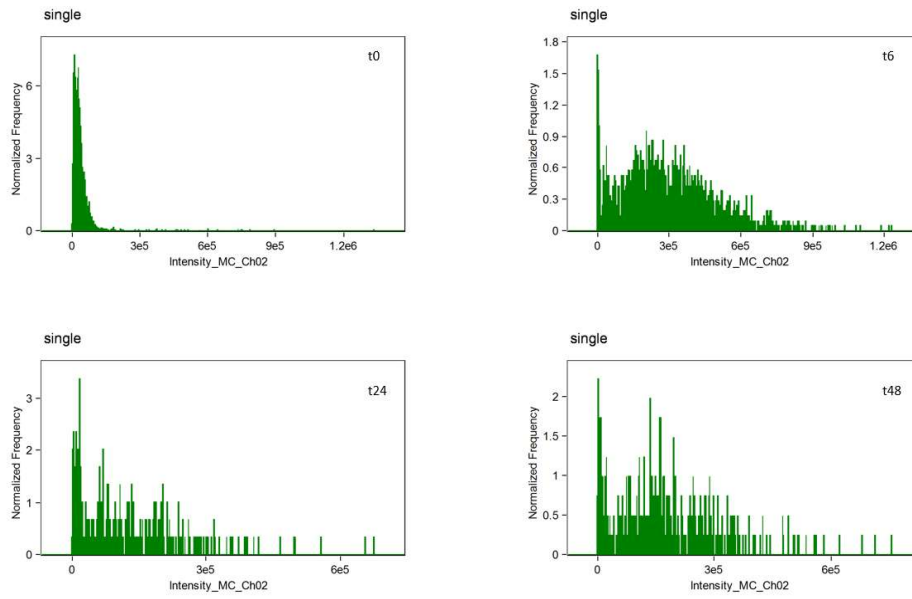 single
t0
Normalized Frequency
6
3
0
0 3e5 6e5 9e5 1.2e6
Intensity_MC_Ch02
single
t6
Normalized Frequency
1.8
1.5
1.2
0.9
0.6
0.3
0
0 3e5 6e5 9e5 1.2e6
Intensity_MC_Ch02
single
t24
Normalized Frequency
3
2
1
0
0 3e5 6e5
Intensity_MC_Ch02
single
t48
Normalized Frequency
2
1.5
1
0.5
0
0 3e5 6e5
Intensity_MC_Ch02